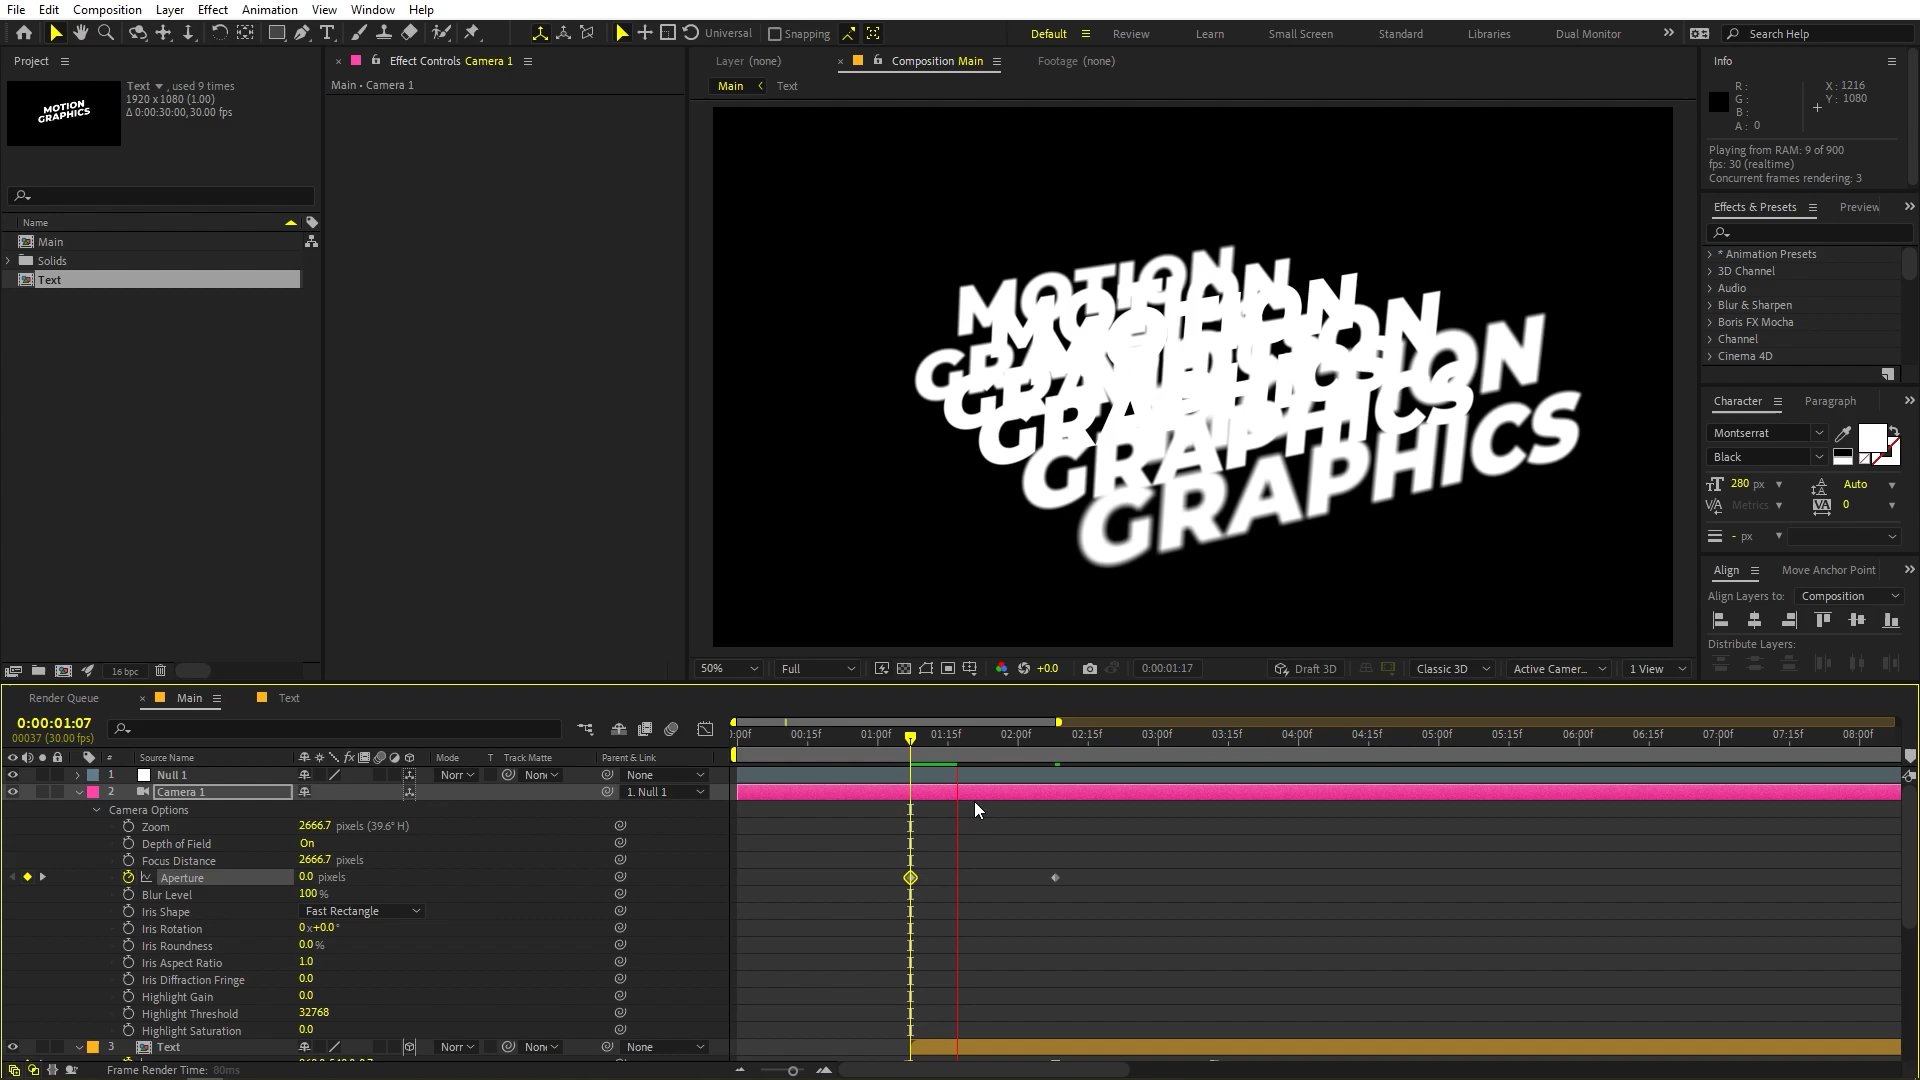 File Edit Composition Layer Effect Animation View Window Help
Universal Snapping Default Review Learn Small Screen Standard Libraries Dual Monitor Search Help
Project
Text , used 9 times
1920 x 1080 (1.00)
Δ 0:00:30:00, 30.00 fps
MOTION
GRAPHICS
Name
Main
Solids
Text
16 bpc
Effect Controls Camera 1
Main • Camera 1
Layer (none) Composition Main Footage (none)
Main Text
MOTION
GRAPHICS
50% Full +0.0 0:00:01:17 Draft 3D Classic 3D Active Camer... 1 View
Info
R :
G :
B :
A : 0
X : 1216
Y : 1080
Playing from RAM: 9 of 900
fps: 30 (realtime)
Concurrent frames rendering: 3
Effects & Presets Preview
* Animation Presets
3D Channel
Audio
Blur & Sharpen
Boris FX Mocha
Channel
Cinema 4D
Character Paragraph
Montserrat
Black
280 px Auto
Metrics 0
- px
Align Move Anchor Point
Align Layers to: Composition
Distribute Layers:
Render Queue Main Text
0:00:01:07
00037 (30.00 fps)
:00f 00:15f 01:00f 01:15f 02:00f 02:15f 03:00f 03:15f 04:00f 04:15f 05:00f 05:15f 06:00f 06:15f 07:00f 07:15f 08:00f
# Source Name Mode T Track Matte Parent & Link
1 Null 1 Norr None None
2 Camera 1 1. Null 1
Camera Options
Zoom 2666.7 pixels (39.6° H)
Depth of Field On
Focus Distance 2666.7 pixels
Aperture 0.0 pixels
Blur Level 100 %
Iris Shape Fast Rectangle
Iris Rotation 0 x+0.0 °
Iris Roundness 0.0 %
Iris Aspect Ratio 1.0
Iris Diffraction Fringe 0.0
Highlight Gain 0.0
Highlight Threshold 32768
Highlight Saturation 0.0
3 Text Norr None None
Frame Render Time: 80ms